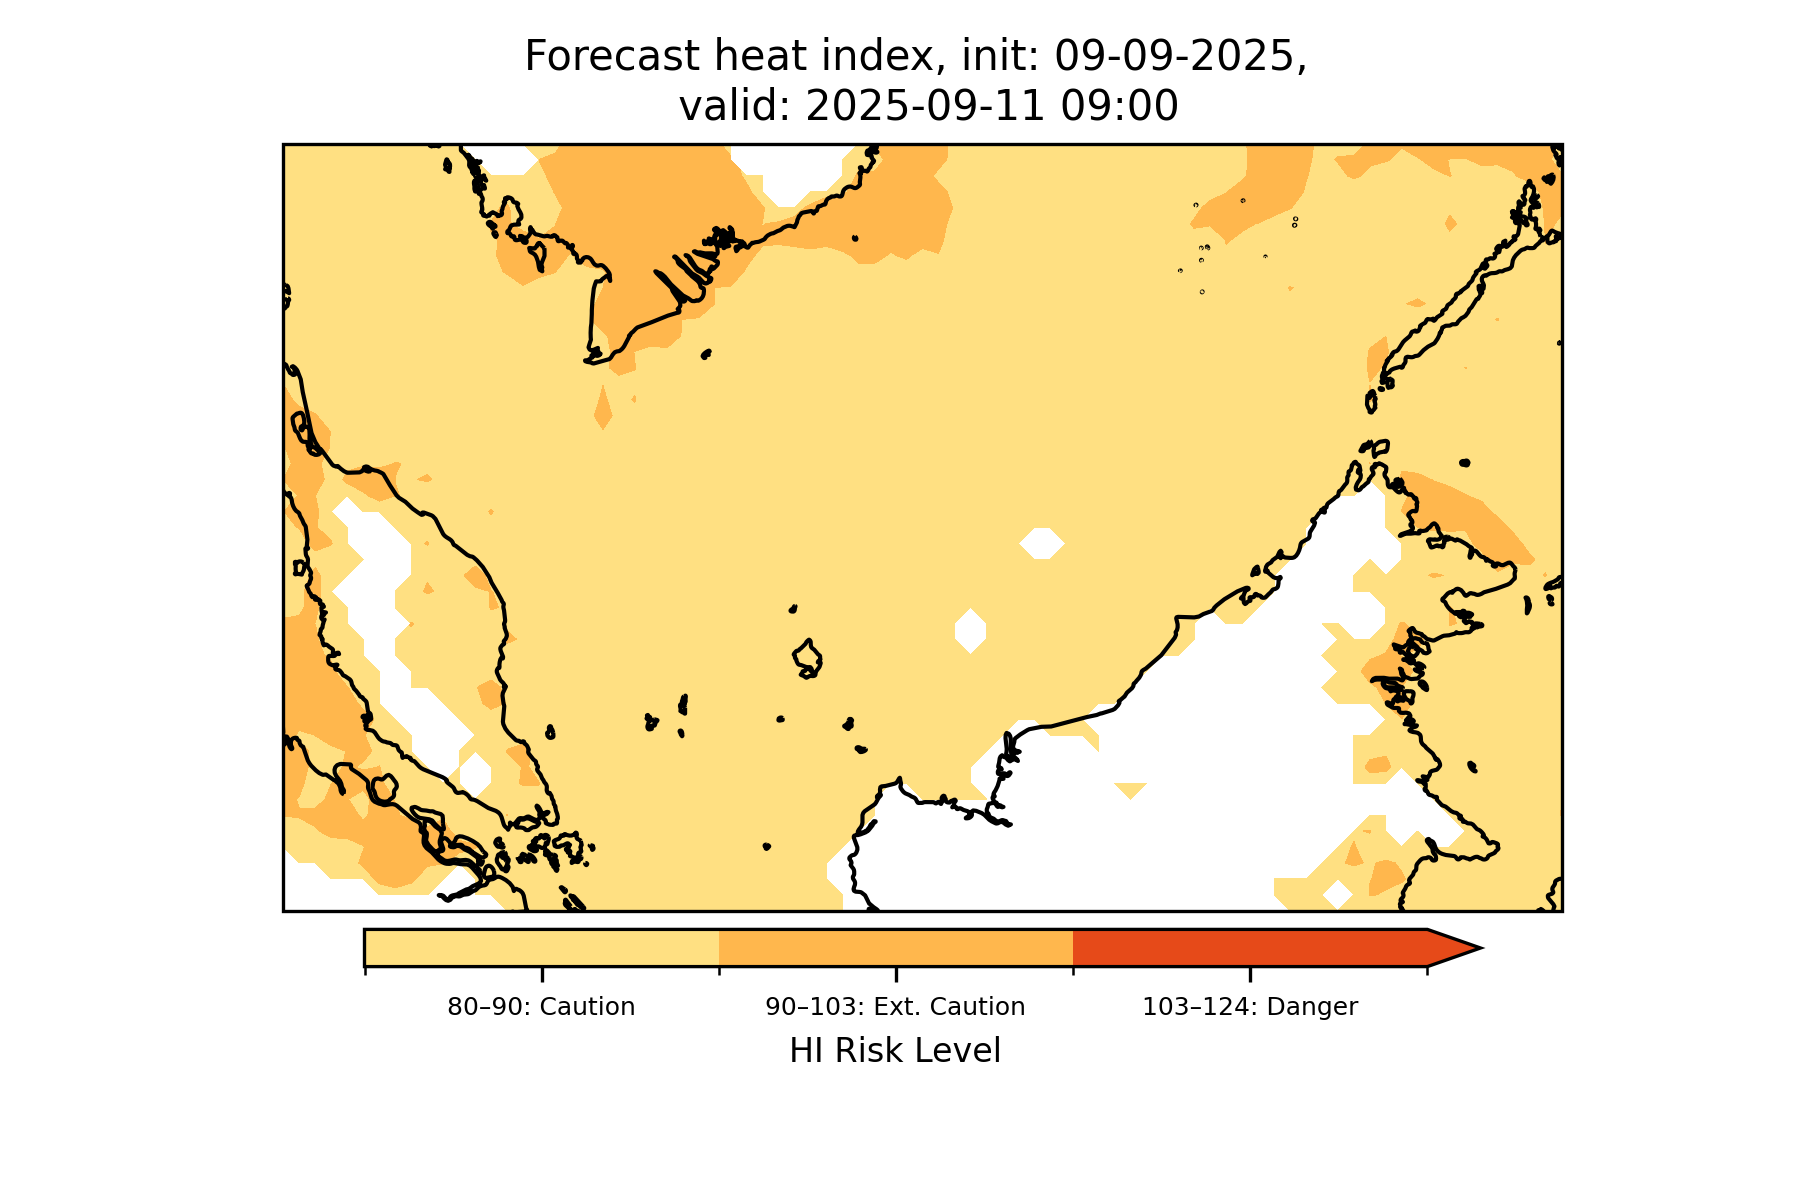 Forecast heat index, init: 09-09-2025,
valid: 2025-09-11 09:00
80–90: Caution
90–103: Ext. Caution
103–124: Danger
HI Risk Level